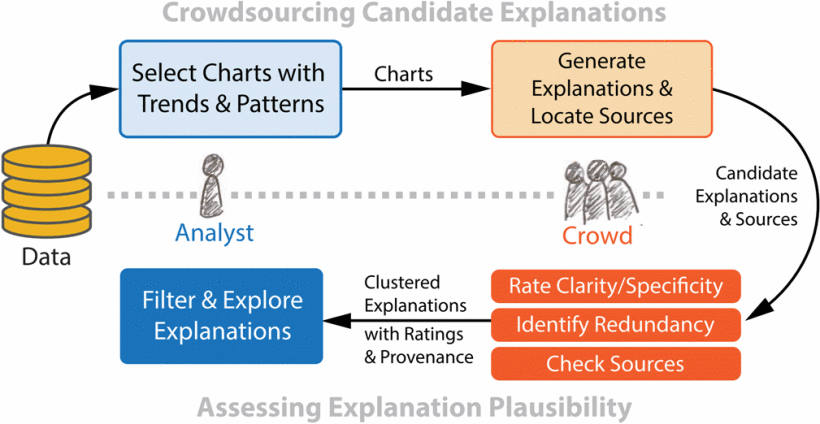 Crowdsourcing Candidate Explanations
Select Charts with
Trends & Patterns
Charts
Generate
Explanations &
Locate Sources
Candidate
Explanations
& Sources
Data
Analyst
Crowd
Rate Clarity/Specificity
Identify Redundancy
Check Sources
Clustered
Explanations
with Ratings
& Provenance
Filter & Explore
Explanations
Assessing Explanation Plausibility